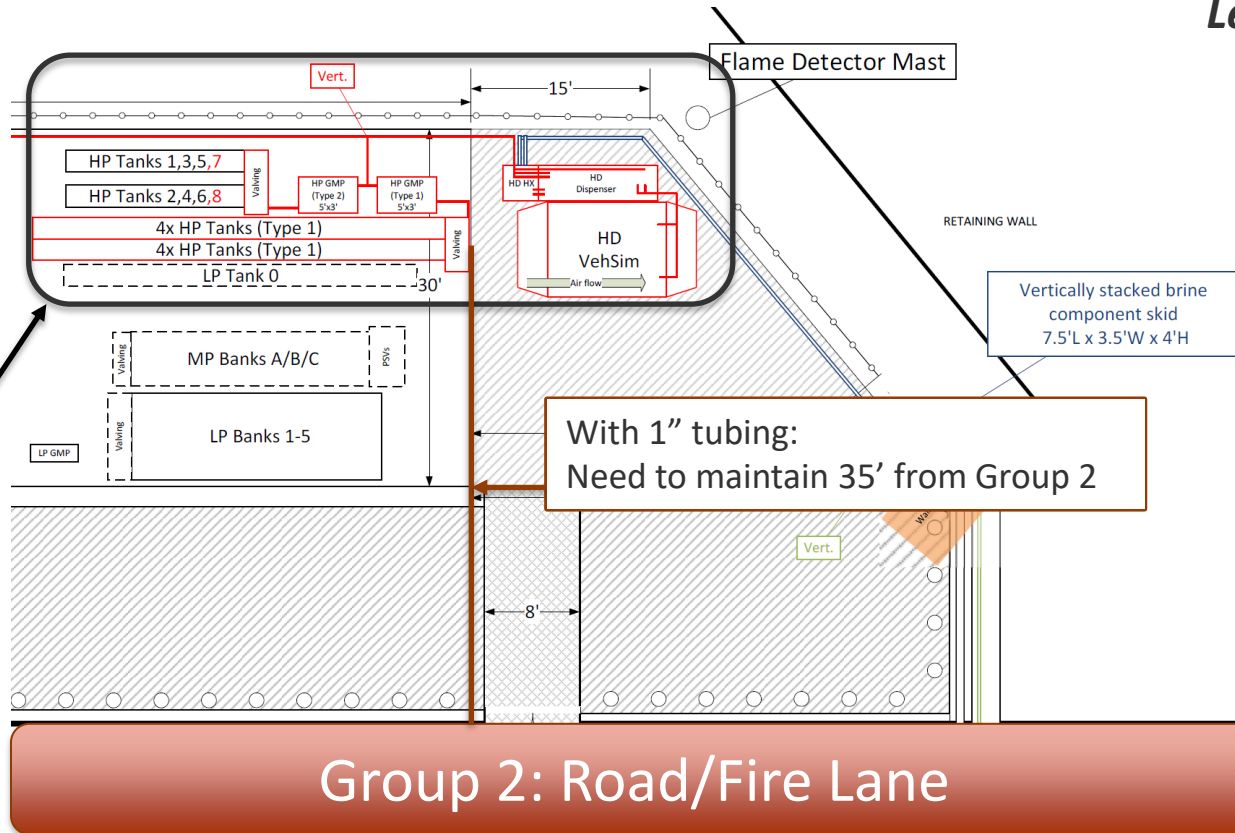 Le
Flame Detector Mast
Vert.
15'
HP Tanks 1,3,5,7
HP Tanks 2,4,6,8
Valving
HP GMP
(Type 2)
5'x3'
HP GMP
(Type 1)
5'x3'
HD HX
HD
Dispenser
4x HP Tanks (Type 1)
4x HP Tanks (Type 1)
Valving
LP Tank 0
30'
HD
VehSim
Air flow
RETAINING WALL
Vertically stacked brine
component skid
7.5'L x 3.5'W x 4'H
Valving
MP Banks A/B/C
PSVs
Valving
LP Banks 1-5
LP GMP
With 1” tubing:
Need to maintain 35’ from Group 2
Vert.
8'
Group 2: Road/Fire Lane